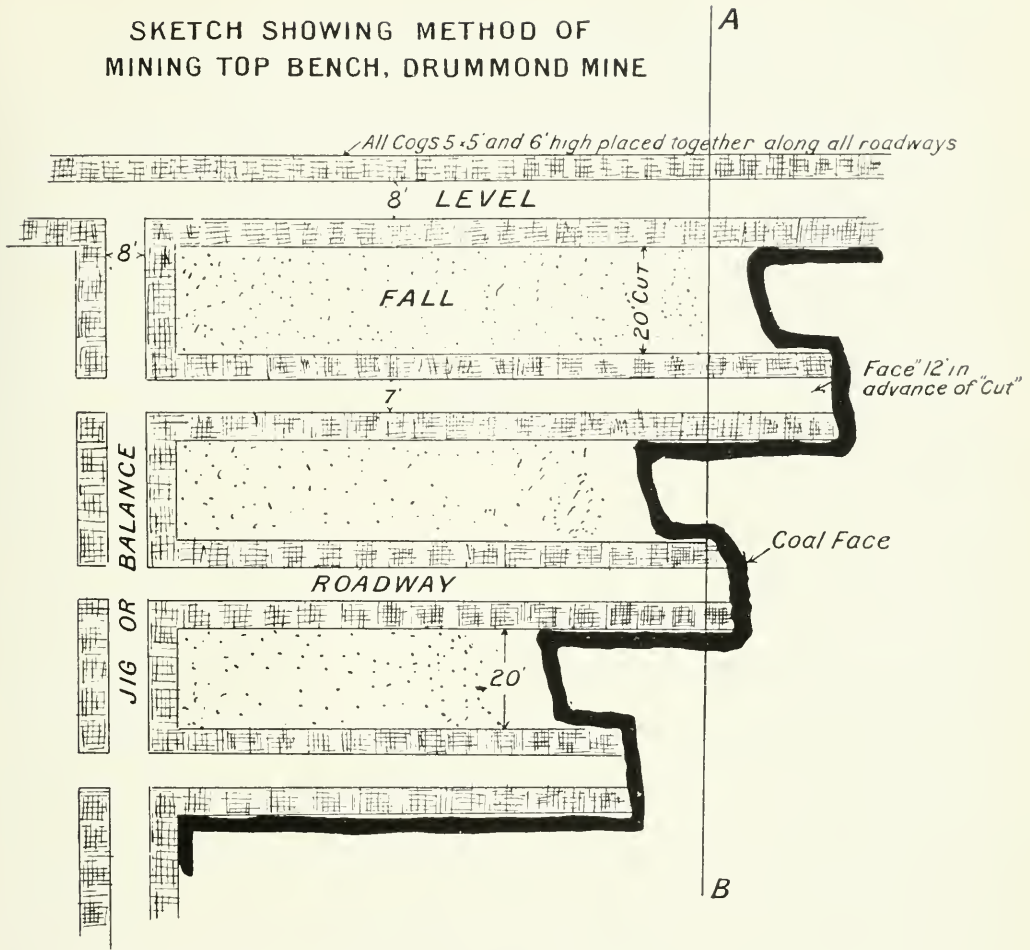 SKETCH SHOWING METHOD OF
MINING TOP BENCH, DRUMMOND MINE
A
All Cogs 5×5' and 6' high placed together along all roadways
8' LEVEL
8'
FALL
20' CUT
Face" 12' in
advance of "Cut"
7'
JIG OR BALANCE
Coal Face
ROADWAY
20'
B